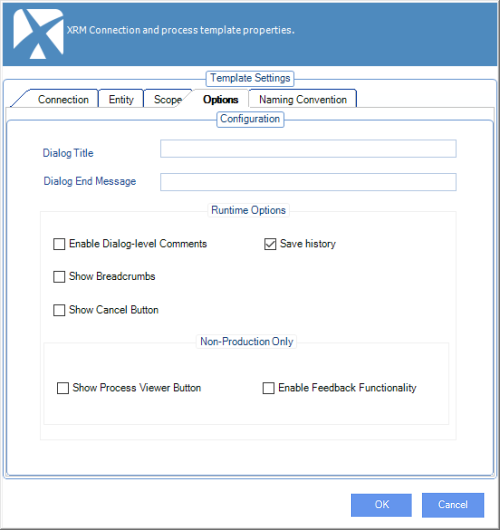 XRM Connection and process template properties.
Template Settings
Connection Entity Scope Options Naming Convention
Configuration
Dialog Title
Dialog End Message
Runtime Options
Enable Dialog-level Comments Save history
Show Breadcrumbs
Show Cancel Button
Non-Production Only
Show Process Viewer Button Enable Feedback Functionality
OK Cancel